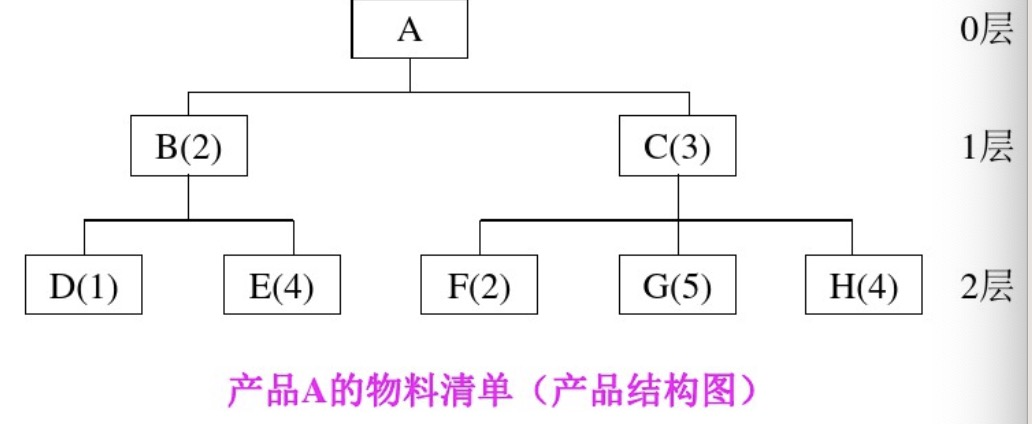 A 0层
B(2) C(3) 1层
D(1) E(4) F(2) G(5) H(4) 2层
产品A的物料清单（产品结构图）